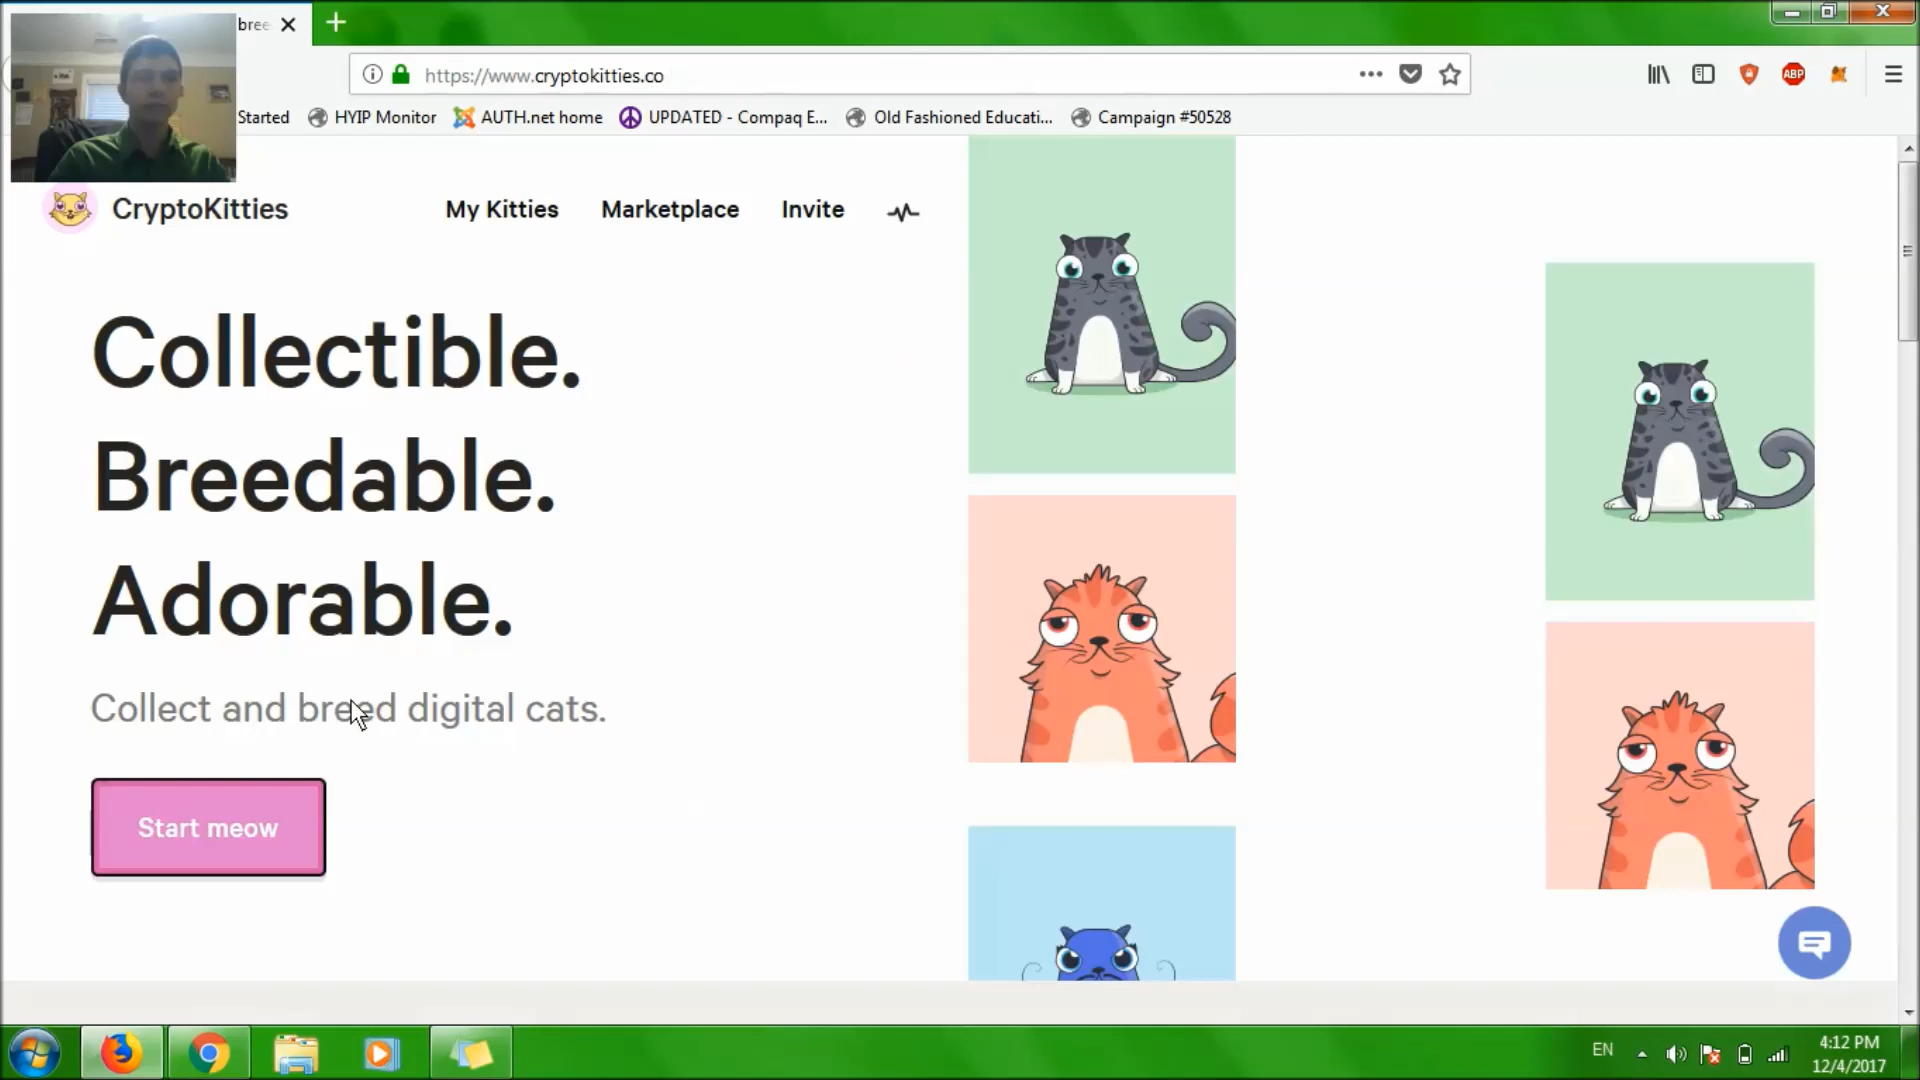 bree
https://www.cryptokitties.co
ABP
Started
HYIP Monitor
AUTH.net home
UPDATED - Compaq E...
Old Fashioned Educati...
Campaign #50528
CryptoKitties
My Kitties
Marketplace
Invite
Collectible.
Breedable.
Adorable.
Collect and breed digital cats.
Start meow
EN
4:12 PM
12/4/2017